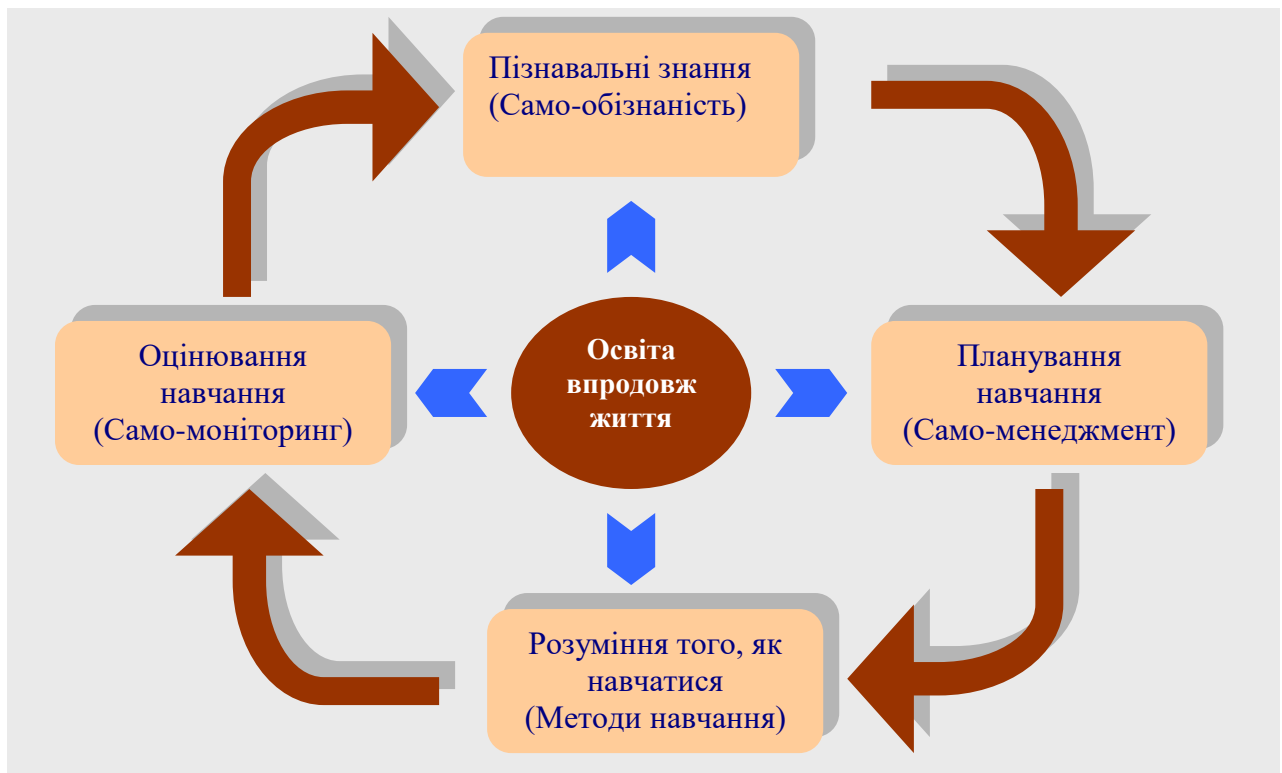 Пізнавальні знання
(Само-обізнаність)
Оцінювання
навчання
(Само-моніторинг)
Освіта
впродовж
життя
Планування
навчання
(Само-менеджмент)
Розуміння того, як
навчатися
(Методи навчання)